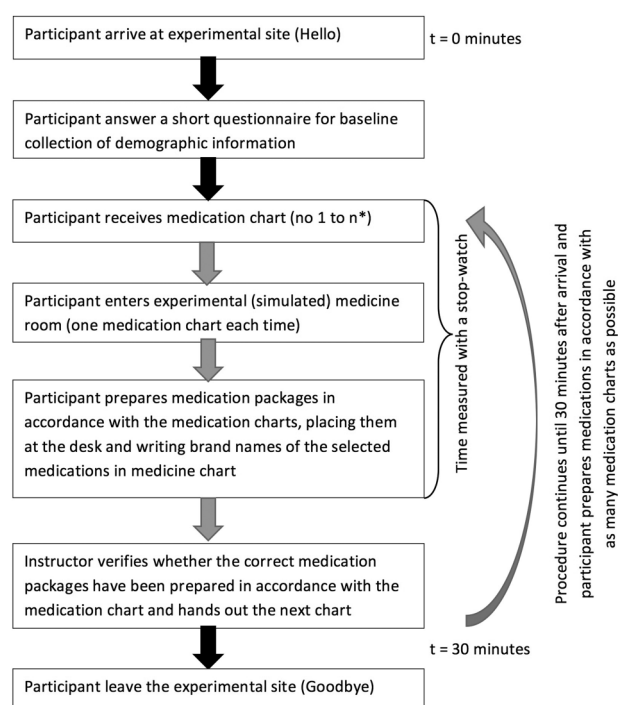 Participant arrive at experimental site (Hello)
t = 0 minutes
Participant answer a short questionnaire for baseline
collection of demographic information
Participant receives medication chart (no 1 to n*)
Participant enters experimental (simulated) medicine
room (one medication chart each time)
Participant prepares medication packages in
accordance with the medication charts, placing them
at the desk and writing brand names of the selected
medications in medicine chart
Time measured with a stop-watch
Procedure continues until 30 minutes after arrival and
participant prepares medications in accordance with
as many medication charts as possible
Instructor verifies whether the correct medication
packages have been prepared in accordance with the
medication chart and hands out the next chart
t = 30 minutes
Participant leave the experimental site (Goodbye)